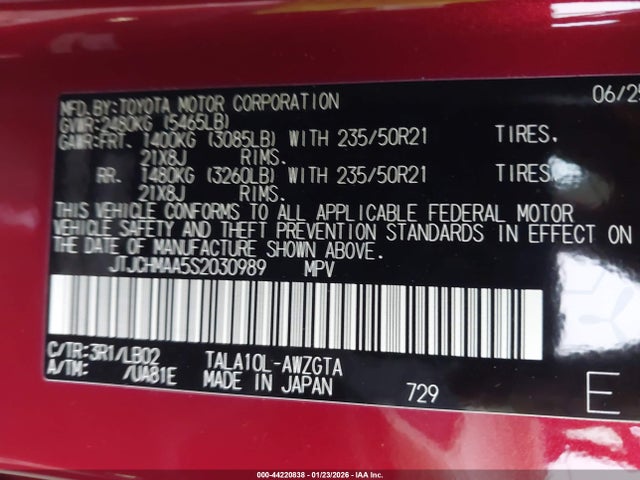 MFD.BY:TOYOTA MOTOR CORPORATION 06/25
GVWR:2480KG (5465LB)
GAWR:FRT. 1400KG (3085LB) WITH 235/50R21 TIRES.
21X8J RIMS.
RR. 1480KG (3260LB) WITH 235/50R21 TIRES.
21X8J RIMS.
THIS VEHICLE CONFORMS TO ALL APPLICABLE FEDERAL MOTOR
VEHICLE SAFETY AND THEFT PREVENTION STANDARDS IN EFFECT ON
THE DATE OF MANUFACTURE SHOWN ABOVE.
JTJCHMAA5S2030989 MPV
C/TR:3R1/LB02 TALA10L-AWZGTA
A/TM: /UA81E MADE IN JAPAN 729 E
000-44220838 - 01/23/2026 - IAA Inc.